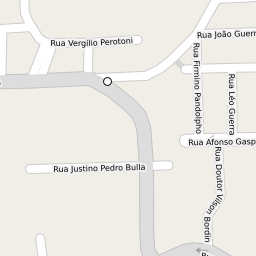 Rua João Guerra
Rua Vergílio Perotoni
Rua Firmino Pandolpho
Rua Léo Guerra
Rua Afonso Gasp
Rua Justino Pedro Bulla
Rua Doutor Vilson Bordin